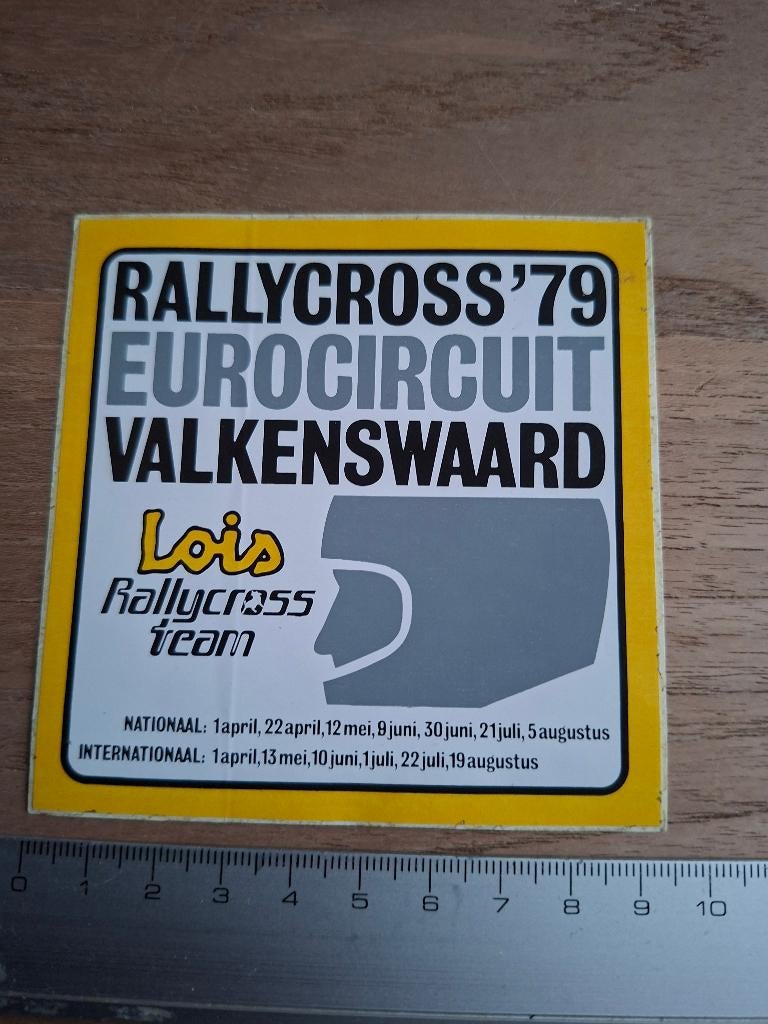 RALLYCROSS '79
EUROCIRCUIT
VALKENSWAARD
Lois
Rallycross
team
NATIONAAL: 1april, 22april, 12mei, 9juni, 30juni, 21juli, 5augustus
INTERNATIONAAL: 1april, 13mei, 10juni, 1juli, 22juli, 19augustus
0 1 2 3 4 5 6 7 8 9 10